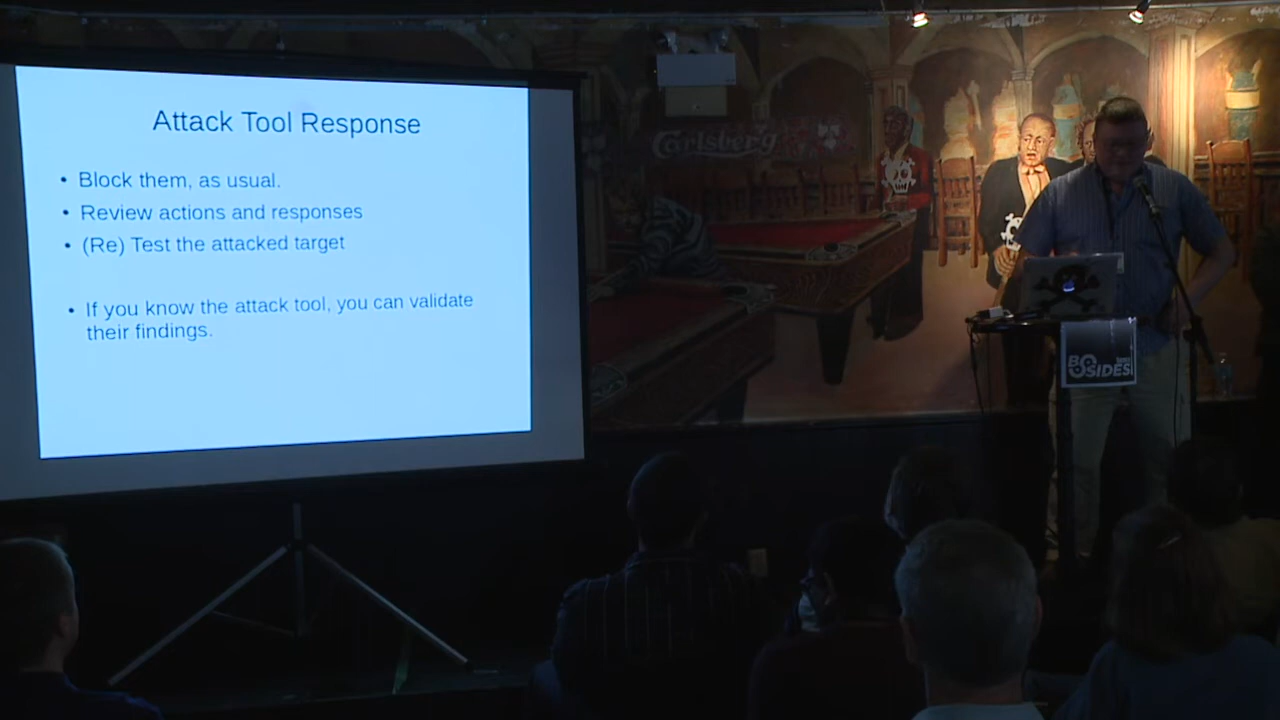 Attack Tool Response
• Block them, as usual.
• Review actions and responses
• (Re) Test the attacked target
• If you know the attack tool, you can validate
their findings.
Carlsberg
BSIDES